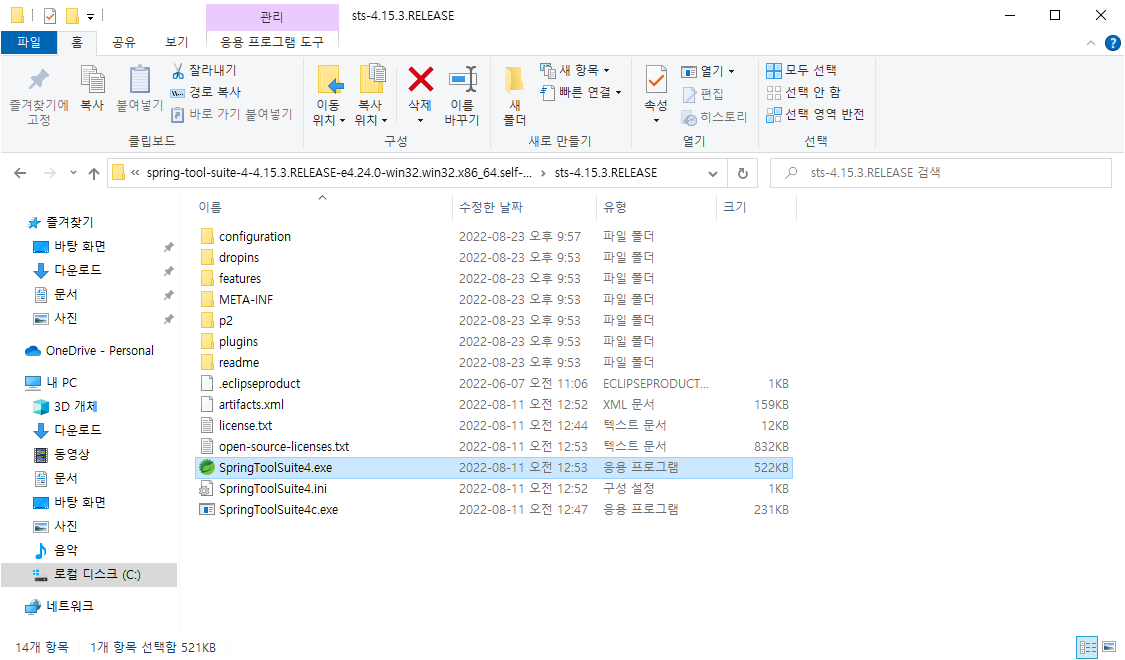 관리
sts-4.15.3.RELEASE
파일
홈
공유
보기
응용 프로그램 도구
즐겨찾기에
고정
복사
붙여넣기
잘라내기
경로 복사
바로 가기 붙여넣기
클립보드
이동
위치
복사
위치
삭제
이름
바꾸기
구성
새
폴더
새 항목
빠른 연결
새로 만들기
속성
열기
편집
히스토리
열기
모두 선택
선택 안 함
선택 영역 반전
선택
« spring-tool-suite-4-4.15.3.RELEASE-e4.24.0-win32.win32.x86_64.self-... › sts-4.15.3.RELEASE
sts-4.15.3.RELEASE 검색
즐겨찾기
바탕 화면
다운로드
문서
사진
OneDrive - Personal
내 PC
3D 개체
다운로드
동영상
문서
바탕 화면
사진
음악
로컬 디스크 (C:)
네트워크
이름 수정한 날짜 유형 크기
configuration 2022-08-23 오후 9:57 파일 폴더
dropins 2022-08-23 오후 9:53 파일 폴더
features 2022-08-23 오후 9:53 파일 폴더
META-INF 2022-08-23 오후 9:53 파일 폴더
p2 2022-08-23 오후 9:53 파일 폴더
plugins 2022-08-23 오후 9:53 파일 폴더
readme 2022-08-23 오후 9:53 파일 폴더
.eclipseproduct 2022-06-07 오전 11:06 ECLIPSEPRODUCT... 1KB
artifacts.xml 2022-08-11 오전 12:52 XML 문서 159KB
license.txt 2022-08-11 오전 12:44 텍스트 문서 12KB
open-source-licenses.txt 2022-08-11 오전 12:53 텍스트 문서 832KB
SpringToolSuite4.exe 2022-08-11 오전 12:53 응용 프로그램 522KB
SpringToolSuite4.ini 2022-08-11 오전 12:52 구성 설정 1KB
SpringToolSuite4c.exe 2022-08-11 오전 12:47 응용 프로그램 231KB
14개 항목 1개 항목 선택함 521KB